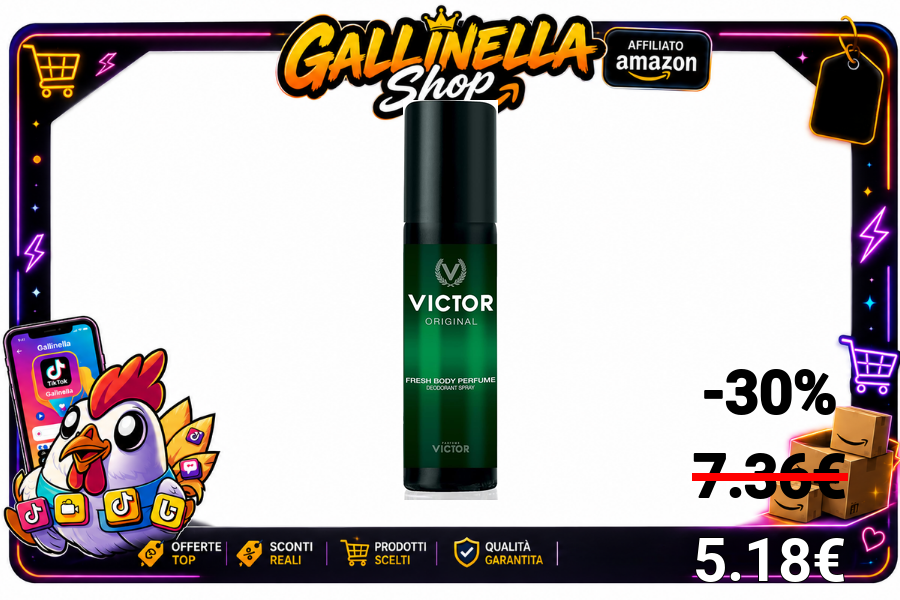 GALLINELLA
Shop
AFFILIATO
amazon
VICTOR
ORIGINAL
FRESH BODY PERFUME
DEODORANT SPRAY
VICTOR
Gallinella
TikTok
Gallinella
-30%
7.36€
5.18€
OFFERTE
TOP
SCONTI
REALI
PRODOTTI
SCELTI
QUALITÀ
GARANTITA